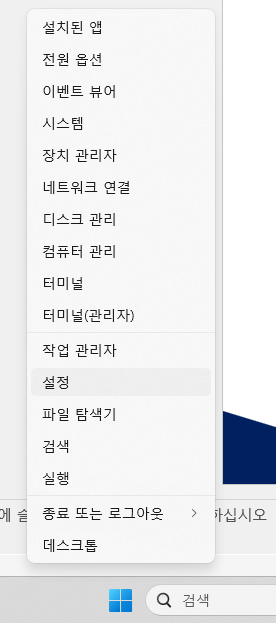 설치된 앱
전원 옵션
이벤트 뷰어
시스템
장치 관리자
네트워크 연결
디스크 관리
컴퓨터 관리
터미널
터미널(관리자)
작업 관리자
설정
파일 탐색기
검색
실행
에 슬
종료 또는 로그아웃
하십시오
데스크톱
검색